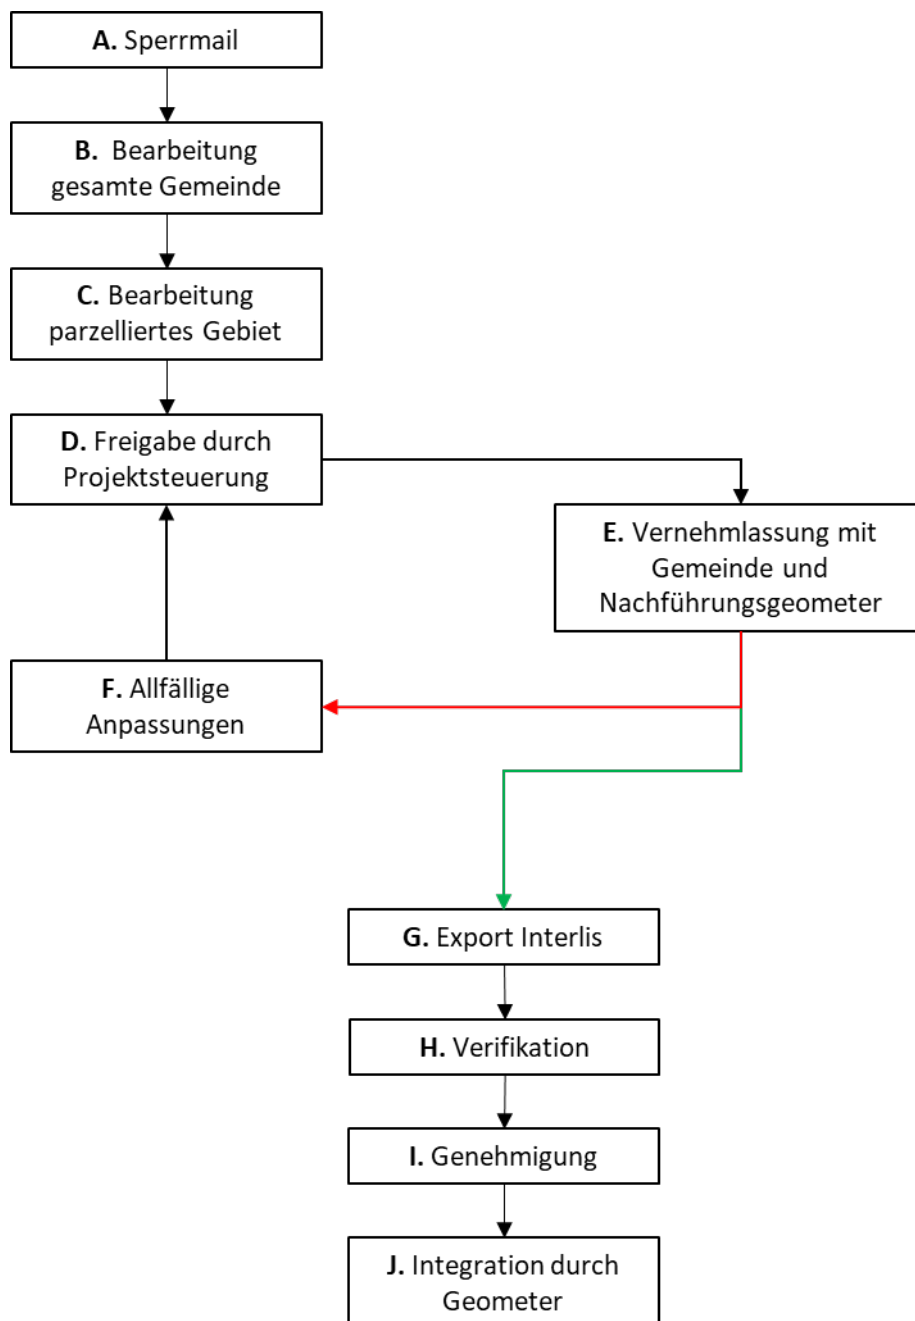 A. Sperrmail
B. Bearbeitung
gesamte Gemeinde
C. Bearbeitung
parzelliertes Gebiet
D. Freigabe durch
Projektsteuerung
E. Vernehmlassung mit
Gemeinde und
Nachführungsgeometer
F. Allfällige
Anpassungen
G. Export Interlis
H. Verifikation
I. Genehmigung
J. Integration durch
Geometer